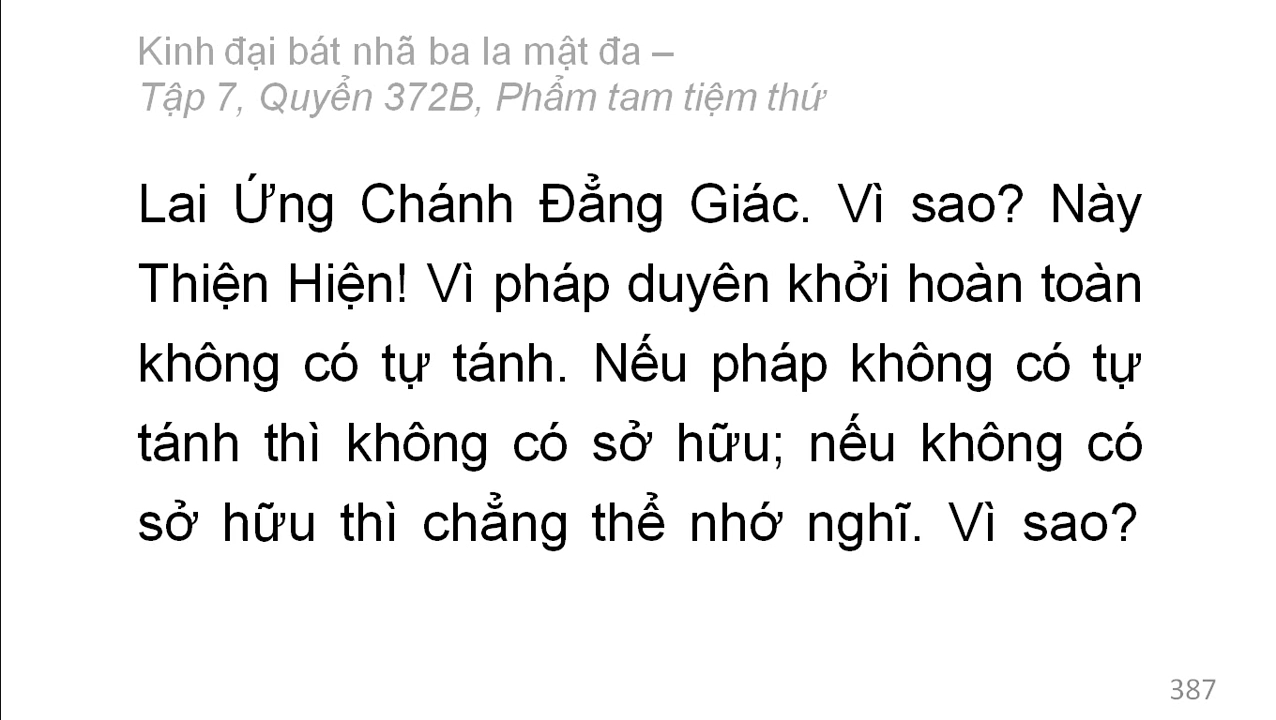 Kinh đại bát nhã ba la mật đa –
Tập 7, Quyển 372B, Phẩm tam tiệm thứ
Lai Ứng Chánh Đẳng Giác. Vì sao? Này
Thiện Hiện! Vì pháp duyên khởi hoàn toàn
không có tự tánh. Nếu pháp không có tự
tánh thì không có sở hữu; nếu không có
sở hữu thì chẳng thể nhớ nghĩ. Vì sao?
387